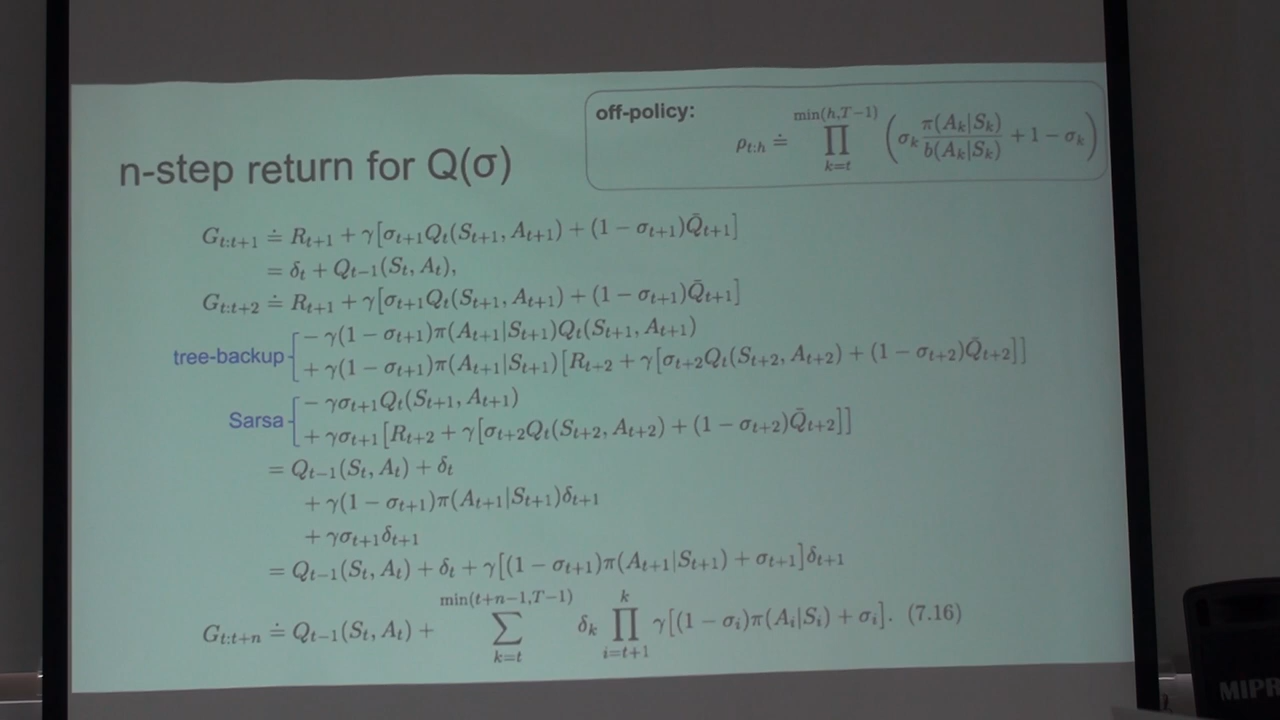 off-policy:
ρ_{t:h} ≐ ∏_{k=t}^{min(h,T−1)} (σ_k π(A_k|S_k)/b(A_k|S_k) + 1 − σ_k)
n-step return for Q(σ)
G_{t:t+1} ≐ R_{t+1} + γ[σ_{t+1}Q_t(S_{t+1}, A_{t+1}) + (1 − σ_{t+1})Q̄_{t+1}]
= δ_t + Q_{t−1}(S_t, A_t),
G_{t:t+2} ≐ R_{t+1} + γ[σ_{t+1}Q_t(S_{t+1}, A_{t+1}) + (1 − σ_{t+1})Q̄_{t+1}]
− γ(1 − σ_{t+1})π(A_{t+1}|S_{t+1})Q_t(S_{t+1}, A_{t+1})
tree-backup
+ γ(1 − σ_{t+1})π(A_{t+1}|S_{t+1})[R_{t+2} + γ[σ_{t+2}Q_t(S_{t+2}, A_{t+2}) + (1 − σ_{t+2})Q̄_{t+2}]]
− γσ_{t+1}Q_t(S_{t+1}, A_{t+1})
Sarsa
+ γσ_{t+1}[R_{t+2} + γ[σ_{t+2}Q_t(S_{t+2}, A_{t+2}) + (1 − σ_{t+2})Q̄_{t+2}]]
= Q_{t−1}(S_t, A_t) + δ_t
+ γ(1 − σ_{t+1})π(A_{t+1}|S_{t+1})δ_{t+1}
+ γσ_{t+1}δ_{t+1}
= Q_{t−1}(S_t, A_t) + δ_t + γ[(1 − σ_{t+1})π(A_{t+1}|S_{t+1}) + σ_{t+1}]δ_{t+1}
G_{t:t+n} ≐ Q_{t−1}(S_t, A_t) + ∑_{k=t}^{min(t+n−1,T−1)} δ_k ∏_{i=t+1}^{k} γ[(1 − σ_i)π(A_i|S_i) + σ_i]. (7.16)
MIPR